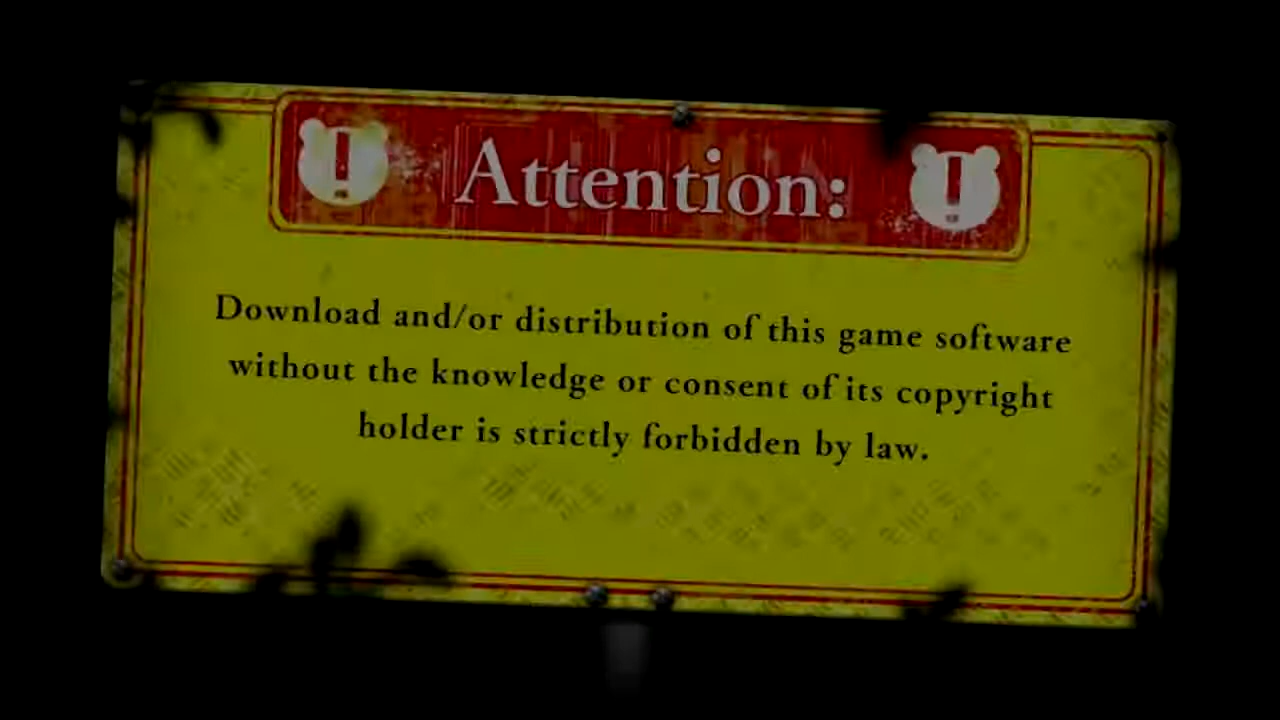 Attention:
Download and/or distribution of this game software
without the knowledge or consent of its copyright
holder is strictly forbidden by law.